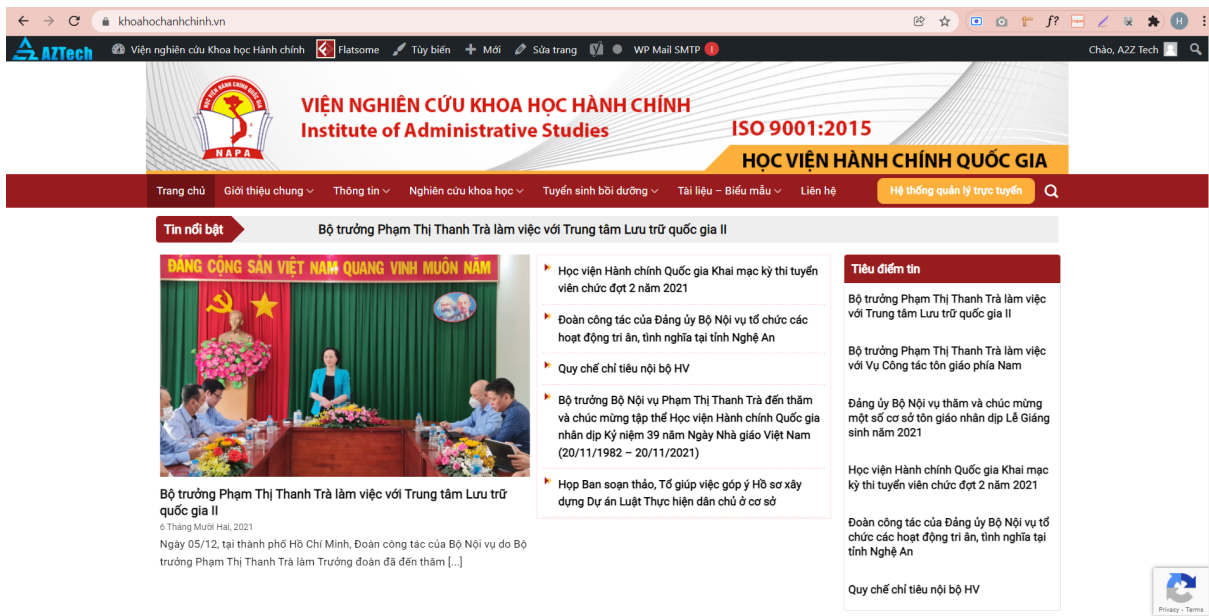 khoahochanhchinh.vn
f?
H
AZTech
Viện nghiên cứu Khoa học Hành chính
Flatsome
Tùy biến
Mới
Sửa trang
WP Mail SMTP
Chào, A2Z Tech
HỌC VIỆN HÀNH CHÍNH QUỐC GIA
NAPA
VIỆN NGHIÊN CỨU KHOA HỌC HÀNH CHÍNH
Institute of Administrative Studies
ISO 9001:2015
HỌC VIỆN HÀNH CHÍNH QUỐC GIA
Trang chủ
Giới thiệu chung
Thông tin
Nghiên cứu khoa học
Tuyển sinh bồi dưỡng
Tài liệu – Biểu mẫu
Liên hệ
Hệ thống quản lý trực tuyến
Tin nổi bật
Bộ trưởng Phạm Thị Thanh Trà làm việc với Trung tâm Lưu trữ quốc gia II
ĐẢNG CỘNG SẢN VIỆT NAM QUANG VINH MUÔN NĂM
Bộ trưởng Phạm Thị Thanh Trà làm việc với Trung tâm Lưu trữ
quốc gia II
6 Tháng Mười Hai, 2021
Ngày 05/12, tại thành phố Hồ Chí Minh, Đoàn công tác của Bộ Nội vụ do Bộ
trưởng Phạm Thị Thanh Trà làm Trưởng đoàn đã đến thăm [...]
Học viện Hành chính Quốc gia Khai mạc kỳ thi tuyển
viên chức đợt 2 năm 2021
Đoàn công tác của Đảng ủy Bộ Nội vụ tổ chức các
hoạt động tri ân, tình nghĩa tại tỉnh Nghệ An
Quy chế chỉ tiêu nội bộ HV
Bộ trưởng Bộ Nội vụ Phạm Thị Thanh Trà đến thăm
và chúc mừng tập thể Học viện Hành chính Quốc gia
nhân dịp Kỷ niệm 39 năm Ngày Nhà giáo Việt Nam
(20/11/1982 – 20/11/2021)
Họp Ban soạn thảo, Tổ giúp việc góp ý Hồ sơ xây
dựng Dự án Luật Thực hiện dân chủ ở cơ sở
Tiêu điểm tin
Bộ trưởng Phạm Thị Thanh Trà làm việc
với Trung tâm Lưu trữ quốc gia II
Bộ trưởng Phạm Thị Thanh Trà làm việc
với Vụ Công tác tôn giáo phía Nam
Đảng ủy Bộ Nội vụ thăm và chúc mừng
một số cơ sở tôn giáo nhân dịp Lễ Giáng
sinh năm 2021
Học viện Hành chính Quốc gia Khai mạc
kỳ thi tuyển viên chức đợt 2 năm 2021
Đoàn công tác của Đảng ủy Bộ Nội vụ tổ
chức các hoạt động tri ân, tình nghĩa tại
tỉnh Nghệ An
Quy chế chỉ tiêu nội bộ HV
Privacy - Terms